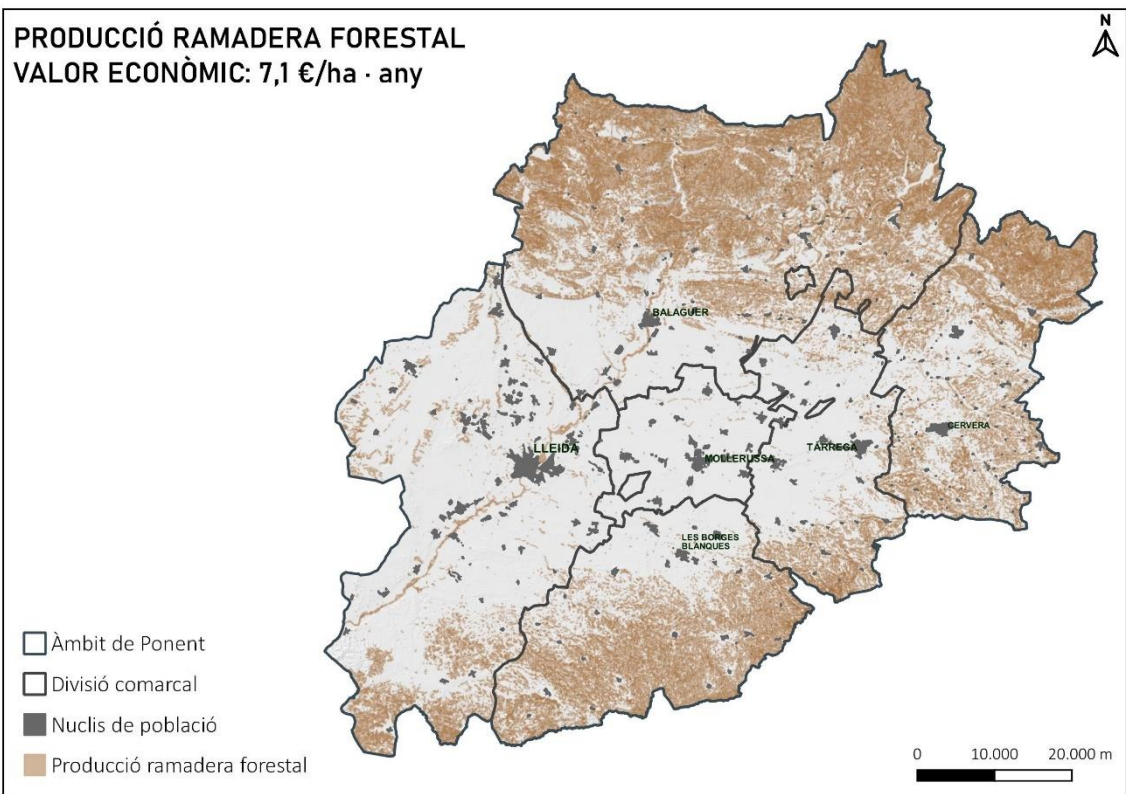 PRODUCCIÓ RAMADERA FORESTAL
VALOR ECONÒMIC: 7,1 €/ha · any
N
BALAGUER
CERVERA
LLEIDA
TÀRREGA
MOLLERUSSA
LES BORGES
BLANQUES
Àmbit de Ponent
Divisió comarcal
Nuclis de població
Producció ramadera forestal
0 10.000 20.000 m